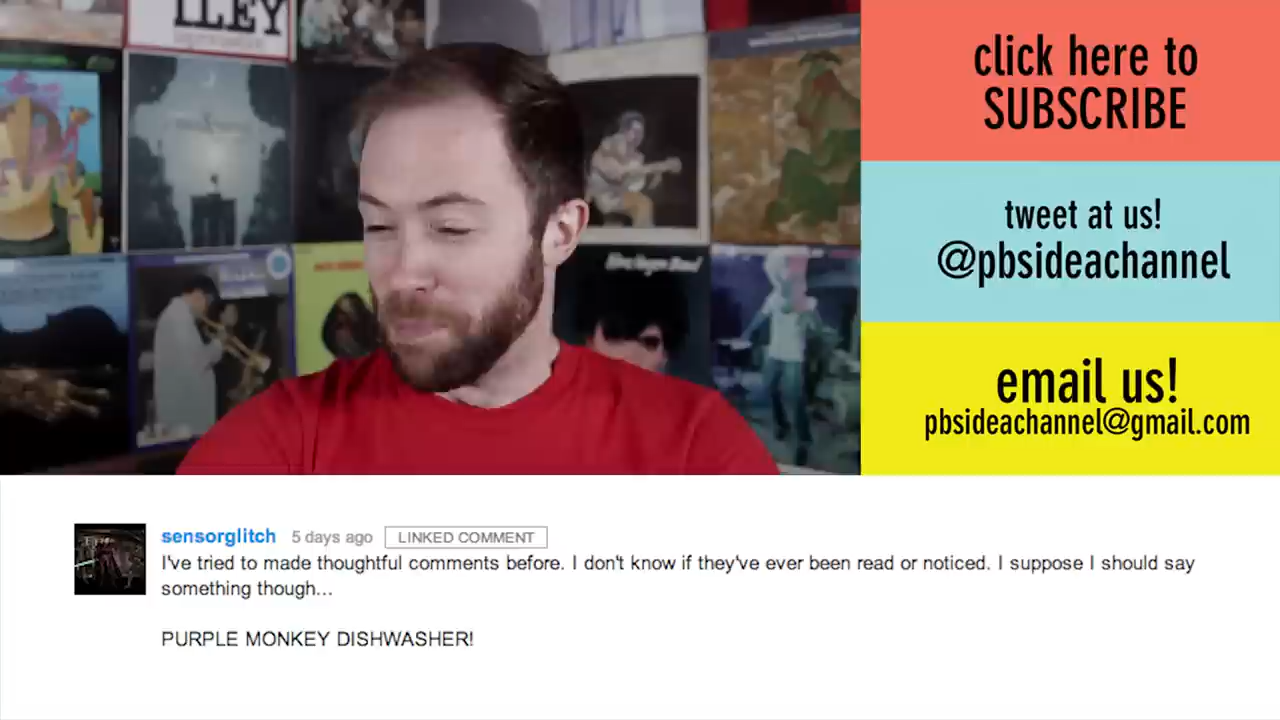 ILEY
click here to
SUBSCRIBE
tweet at us!
@pbsideachannel
email us!
pbsideachannel@gmail.com
sensorglitch 5 days ago LINKED COMMENT
I've tried to made thoughtful comments before. I don't know if they've ever been read or noticed. I suppose I should say
something though...
PURPLE MONKEY DISHWASHER!